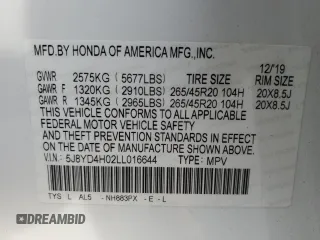 MFD.BY HONDA OF AMERICA MFG.,INC.
12/19
GVWR 2575KG (5677LBS) TIRE SIZE RIM SIZE
GAWR F 1320KG (2910LBS) 265/45R20 104H 20X8.5J
GAWR R 1345KG (2965LBS) 265/45R20 104H 20X8.5J
THIS VEHICLE CONFORMS TO ALL APPLICABLE
FEDERAL MOTOR VEHICLE SAFETY STANDARDS IN EFFECT
ON THE DATE OF MANUFACTURE SHOWN ABOVE.
V.I.N.: 5J8YD4H02LL016644 TYPE: MPV
TYS L AL5 -NH883PX -E-L
DREAMBID
#1 AutoBidHistory